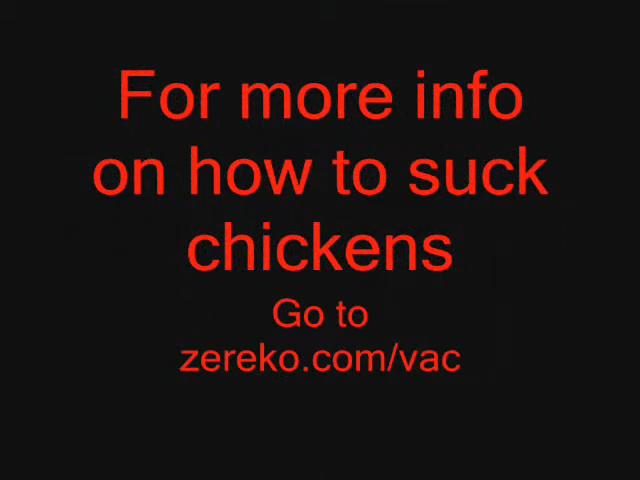 For more info
on how to suck
chickens
Go to
zereko.com/vac